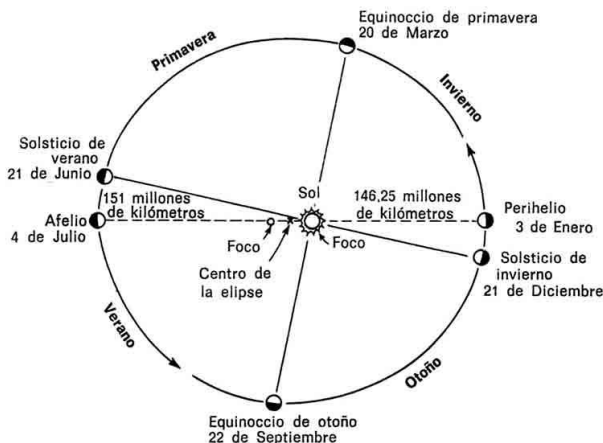 Equinoccio de primavera
20 de Marzo
Primavera
Invierno
Solsticio de
verano
21 de Junio
Sol
151 millones
de kilómetros
146,25 millones
de kilómetros
Afelio
4 de Julio
Perihelio
3 de Enero
Foco
Foco
Centro de
la elipse
Solsticio de
invierno
21 de Diciembre
Verano
Otoño
Equinoccio de otoño
22 de Septiembre